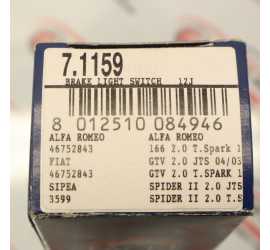 7.1159
BRAKE LIGHT SWITCH 12J
8 012510 084946
ALFA ROMEO ALFA ROMEO
46752843 166 2.0 T.Spark 1
FIAT GTV 2.0 JTS 04/03
46752843 GTV 2.0 T.SPARK 1
SIPEA SPIDER II 2.0 JTS
3599 SPIDER II 2.0 T.S